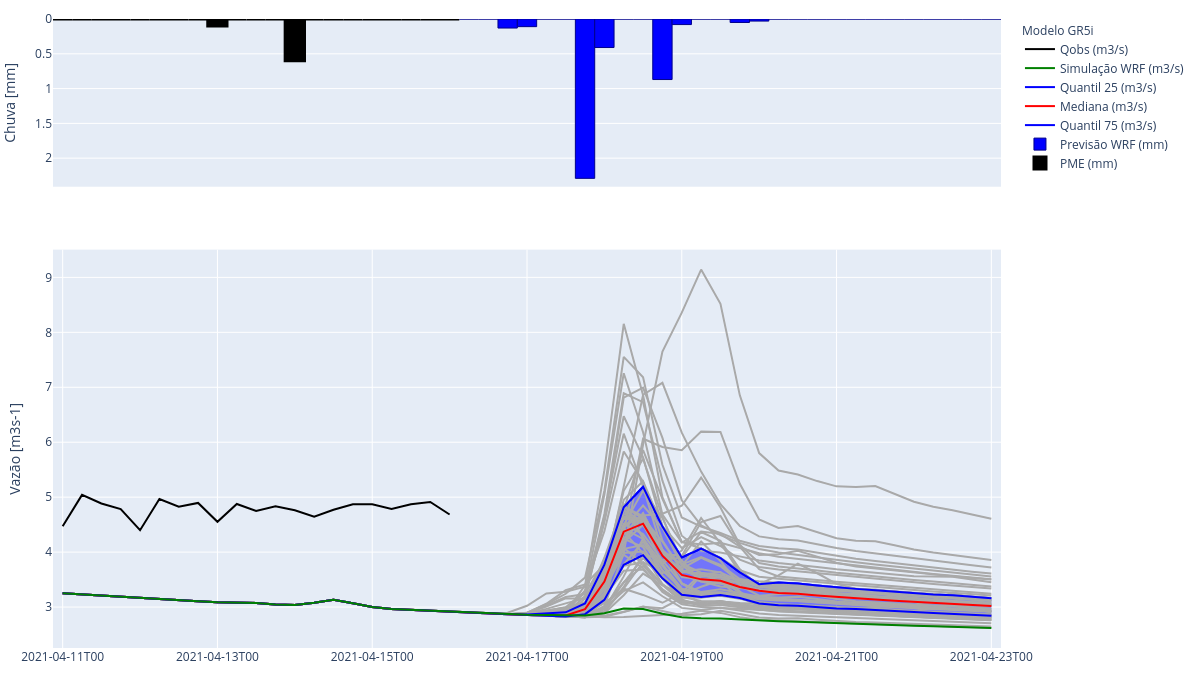 0
0.5
1
1.5
2
Chuva [mm]
Modelo GR5i
Qobs (m3/s)
Simulação WRF (m3/s)
Quantil 25 (m3/s)
Mediana (m3/s)
Quantil 75 (m3/s)
Previsão WRF (mm)
PME (mm)
9
8
7
6
5
4
3
Vazão [m3s-1]
2021-04-11T00
2021-04-13T00
2021-04-15T00
2021-04-17T00
2021-04-19T00
2021-04-21T00
2021-04-23T00